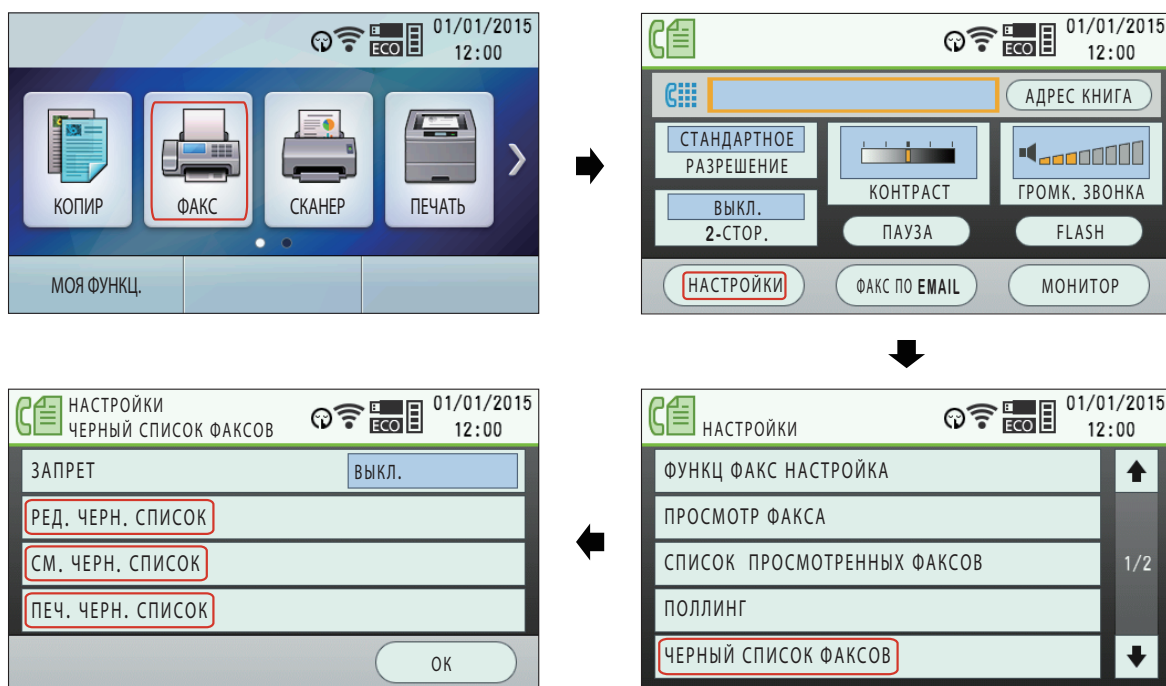 01/01/2015
12:00
ECO
КОПИР
ФАКС
СКАНЕР
ПЕЧАТЬ
МОЯ ФУНКЦ.
01/01/2015
12:00
ECO
АДРЕС КНИГА
СТАНДАРТНОЕ
РАЗРЕШЕНИЕ
КОНТРАСТ
ГРОМК. ЗВОНКА
ВЫКЛ.
2-СТОР.
ПАУЗА
FLASH
НАСТРОЙКИ
ФАКС ПО EMAIL
МОНИТОР
01/01/2015
12:00
ECO
НАСТРОЙКИ
ФУНКЦ ФАКС НАСТРОЙКА
ПРОСМОТР ФАКСА
СПИСОК ПРОСМОТРЕННЫХ ФАКСОВ
1/2
ПОЛЛИНГ
ЧЕРНЫЙ СПИСОК ФАКСОВ
НАСТРОЙКИ
01/01/2015
ЧЕРНЫЙ СПИСОК ФАКСОВ
ECO
12:00
ЗАПРЕТ
ВЫКЛ.
РЕД. ЧЕРН. СПИСОК
СМ. ЧЕРН. СПИСОК
ПЕЧ. ЧЕРН. СПИСОК
ОК